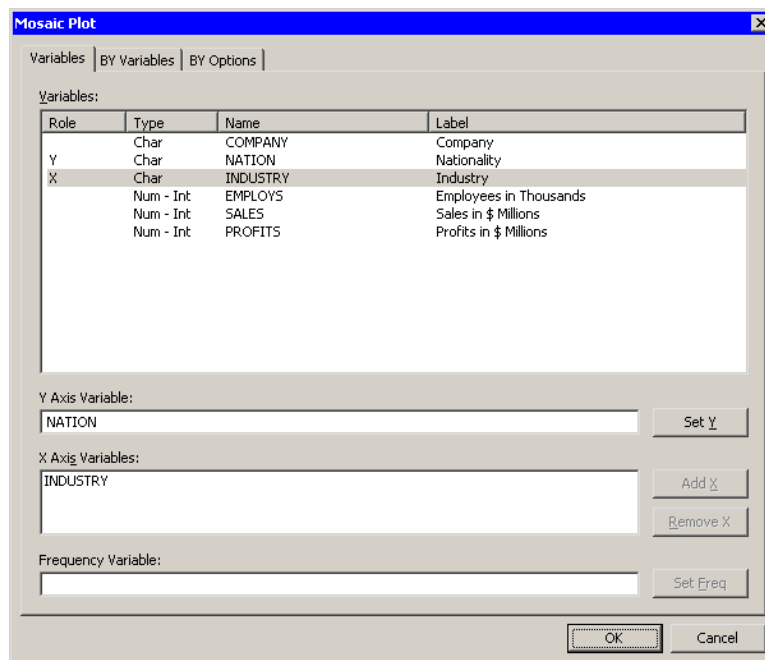 Mosaic Plot
Variables BY Variables BY Options
Variables:
Role Type Name Label
Char COMPANY Company
Y Char NATION Nationality
X Char INDUSTRY Industry
Num - Int EMPLOYS Employees in Thousands
Num - Int SALES Sales in $ Millions
Num - Int PROFITS Profits in $ Millions
Y Axis Variable:
NATION Set Y
X Axis Variables:
INDUSTRY Add X
Remove X
Frequency Variable:
Set Freq
OK Cancel